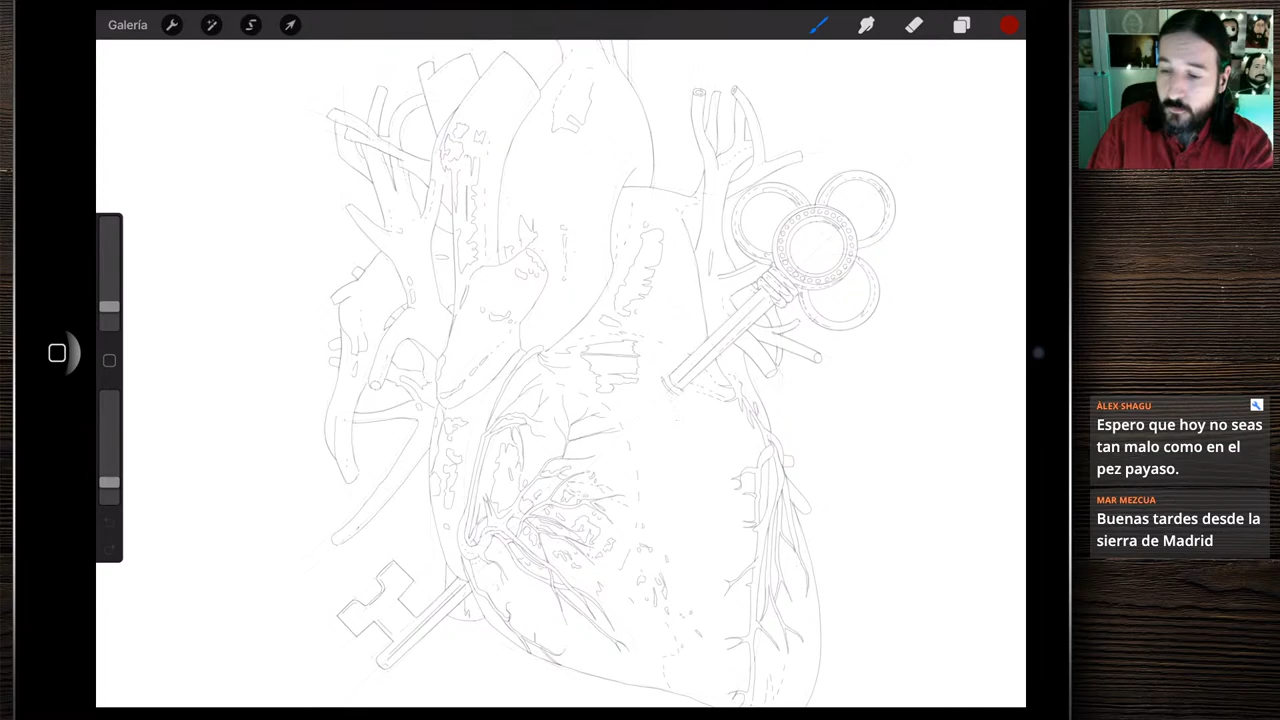 Galería
ÀLEX SHAGU
Espero que hoy no seas
tan malo como en el
pez payaso.
MAR MEZCUA
Buenas tardes desde la
sierra de Madrid